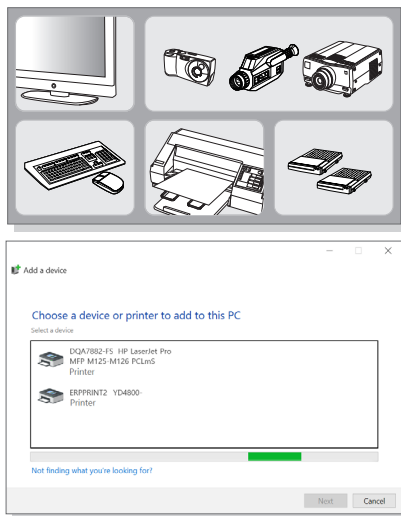 Add a device
Choose a device or printer to add to this PC
Select a device
DQA7882-F5 HP LaserJet Pro
MFP M125-M126 PCLmS
Printer
ERPPRINT2 YD4800-
Printer
Not finding what you're looking for?
Next Cancel